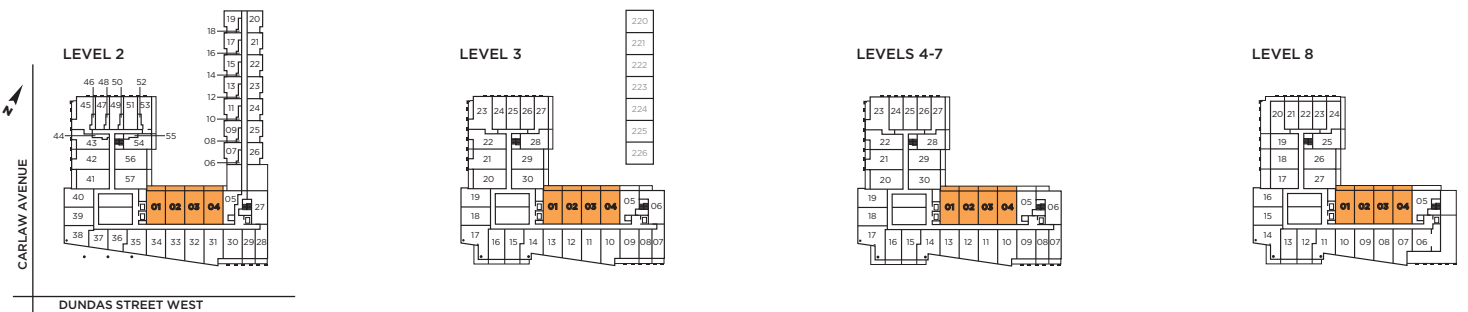 LEVEL 2
LEVEL 3
LEVELS 4-7
LEVEL 8
N
CARLAW AVENUE
DUNDAS STREET WEST
19 20
18
17 21
16
15 22
14
13 23
12
11 24
10
09 25
08
07 26
06
46 48 50 52
45 47 49 51 53
44 55
43 54
42 56
41 57
40
39
38 37 36 35 34 33 32 31 30 29 28
01 02 03 04 05 27
220
221
222
223
224
225
226
23 24 25 26 27
22 28
21 29
20 30
19
18
17 16 15 14 13 12 11 10 09 08 07
01 02 03 04 05 06
23 24 25 26 27
22 28
21 29
20 30
19
18
17 16 15 14 13 12 11 10 09 08 07
01 02 03 04 05 06
20 21 22 23 24
19 25
18 26
17 27
16
15
14 13 12 11 10 09 08 07 06
01 02 03 04 05